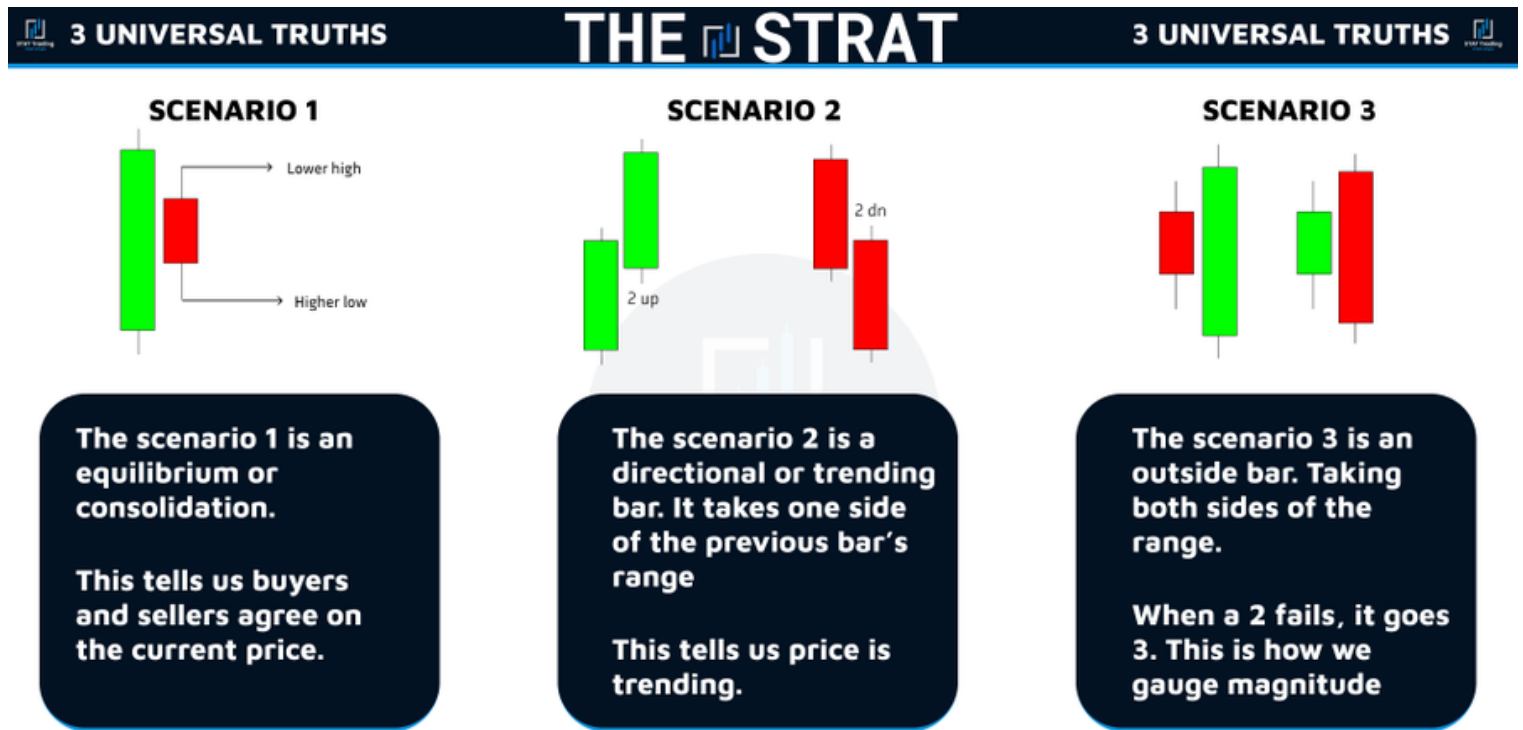 3 UNIVERSAL TRUTHS
THE STRAT
3 UNIVERSAL TRUTHS
SCENARIO 1
Lower high
Higher low
The scenario 1 is an
equilibrium or
consolidation.
This tells us buyers
and sellers agree on
the current price.
SCENARIO 2
2 up
2 dn
The scenario 2 is a
directional or trending
bar. It takes one side
of the previous bar's
range
This tells us price is
trending.
SCENARIO 3
The scenario 3 is an
outside bar. Taking
both sides of the
range.
When a 2 fails, it goes
3. This is how we
gauge magnitude